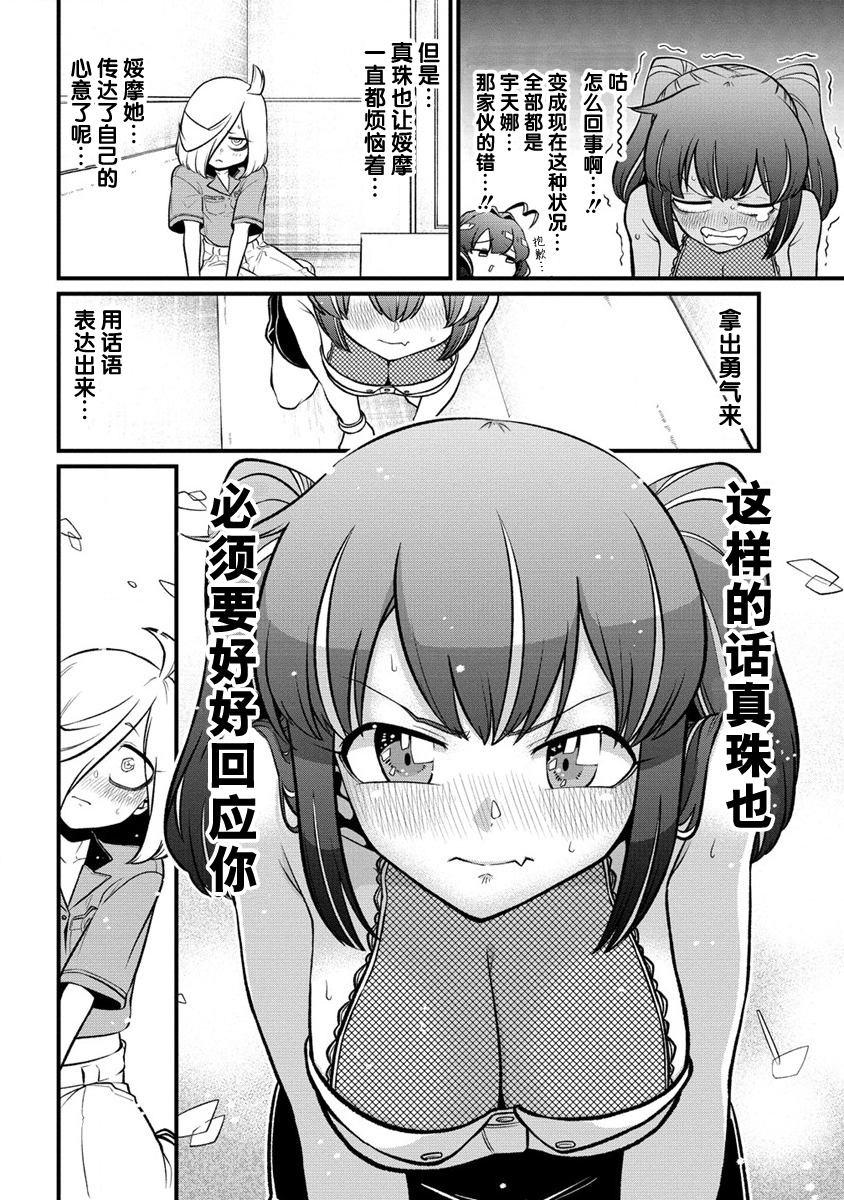 咕…
怎么回事啊…!!
变成现在这种状况…
全部都是
宇天娜
那家伙的错…!!
抱歉…
但是…
真珠也让婗摩
一直都烦恼着…
婗摩她…
传达了自己的
心意了呢…
拿出勇气来
用话语
表达出来…
这样的话真珠也
必须要好好回应你